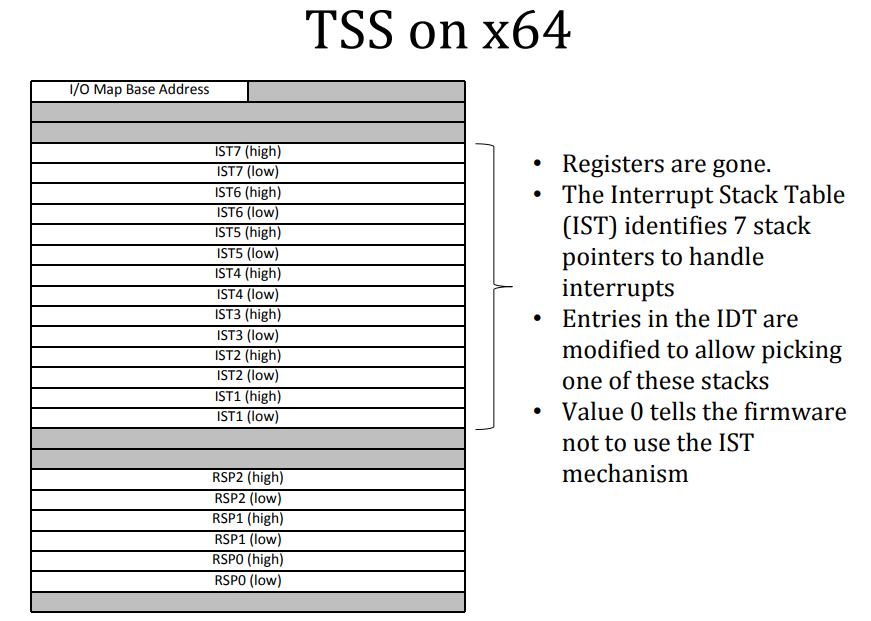 TSS on x64
I/O Map Base Address
IST7 (high)
IST7 (low)
IST6 (high)
IST6 (low)
IST5 (high)
IST5 (low)
IST4 (high)
IST4 (low)
IST3 (high)
IST3 (low)
IST2 (high)
IST2 (low)
IST1 (high)
IST1 (low)
RSP2 (high)
RSP2 (low)
RSP1 (high)
RSP1 (low)
RSP0 (high)
RSP0 (low)
• Registers are gone.
• The Interrupt Stack Table
(IST) identifies 7 stack
pointers to handle
interrupts
• Entries in the IDT are
modified to allow picking
one of these stacks
• Value 0 tells the firmware
not to use the IST
mechanism